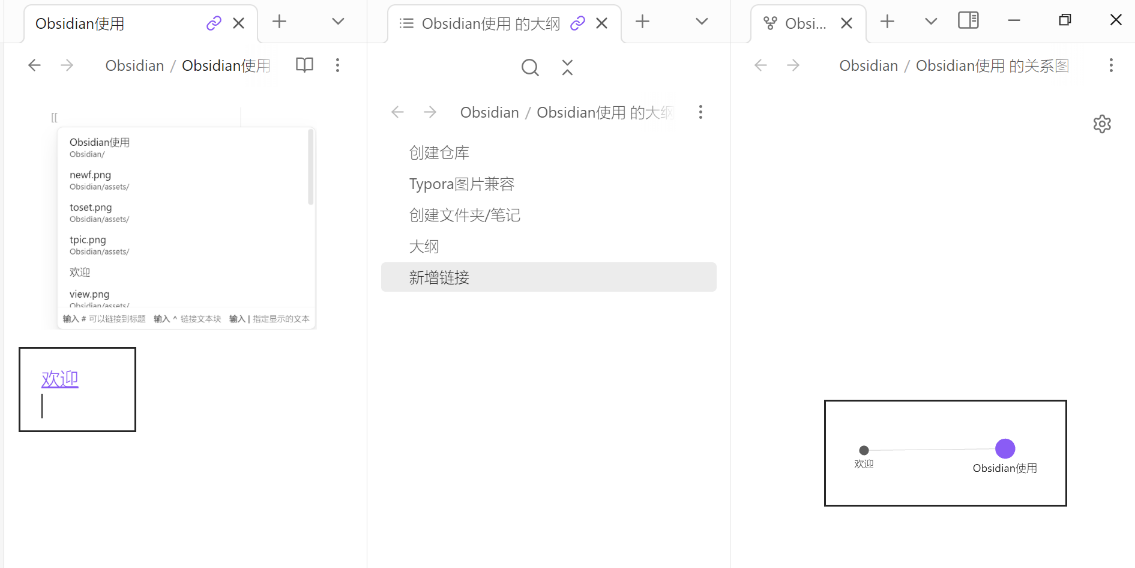 Obsidian使用
Obsidian / Obsidian使用
[[
Obsidian使用
Obsidian/
newf.png
Obsidian/assets/
toset.png
Obsidian/assets/
tpic.png
Obsidian/assets/
欢迎
view.png
Obsidian/assets/
输入 # 可以链接到标题 输入 ^ 链接文本块 输入 | 指定显示的文本
欢迎
Obsidian使用 的大纲
Obsidian / Obsidian使用 的大纲
创建仓库
Typora图片兼容
创建文件夹/笔记
大纲
新增链接
Obsi...
Obsidian / Obsidian使用 的关系图
欢迎
Obsidian使用